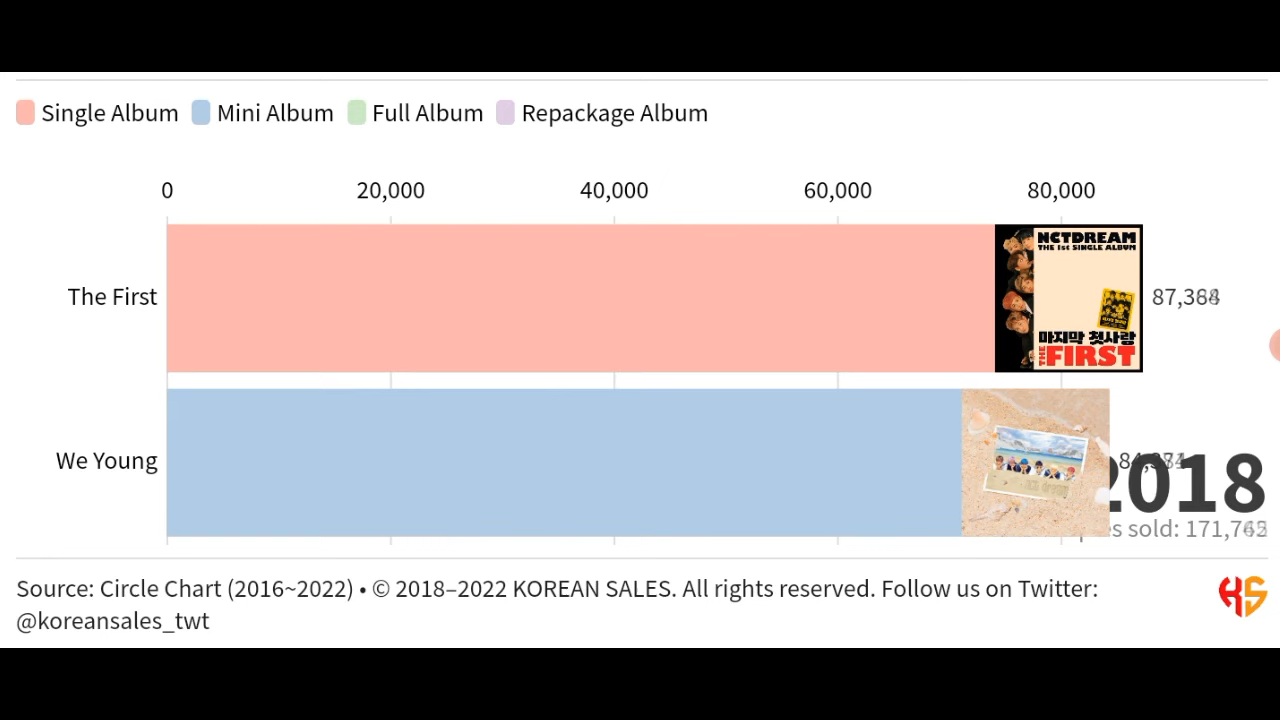 Single Album Mini Album Full Album Repackage Album
0 20,000 40,000 60,000 80,000
The First
NCTDREAM
THE 1st SINGLE ALBUM
마지막 첫사랑
THE FIRST
We Young
2018
sold:
Source: Circle Chart (2016~2022) • © 2018–2022 KOREAN SALES. All rights reserved. Follow us on Twitter:
@koreansales_twt
KS